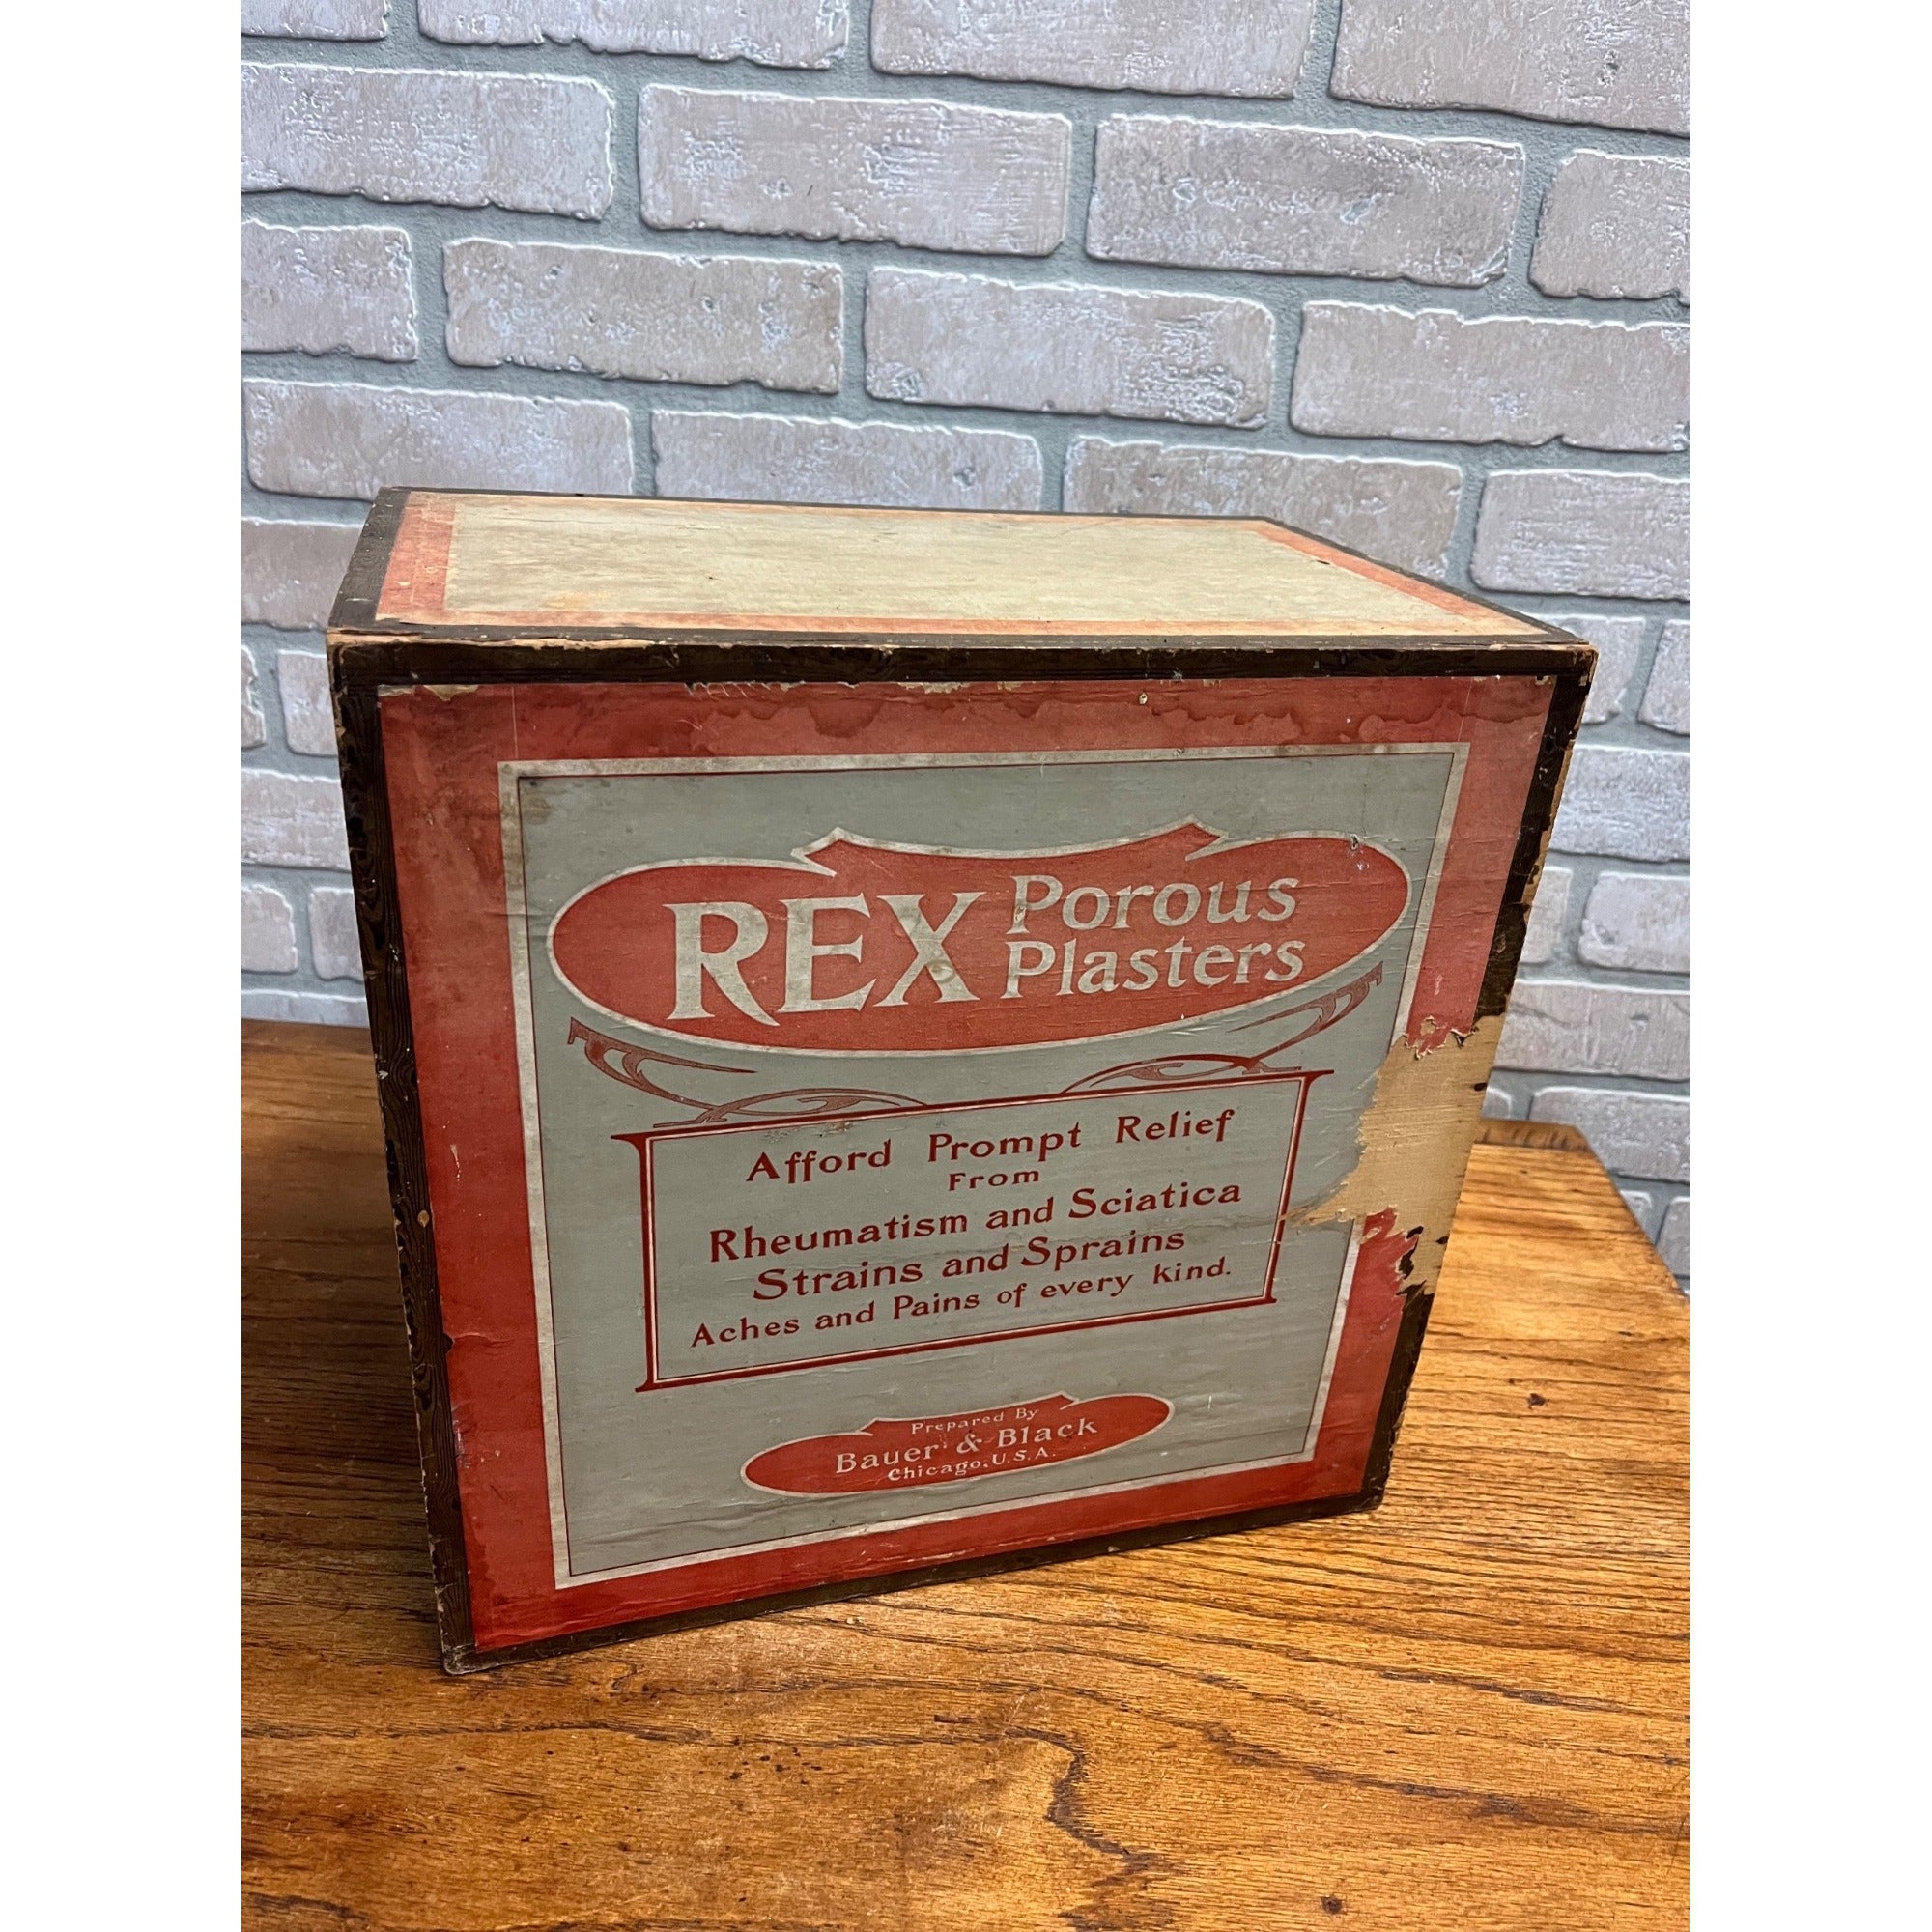 REX Porous
Plasters
Afford Prompt Relief
From
Rheumatism and Sciatica
Strains and Sprains
Aches and Pains of every kind.
Prepared By
Bauer & Black
Chicago, U.S.A.